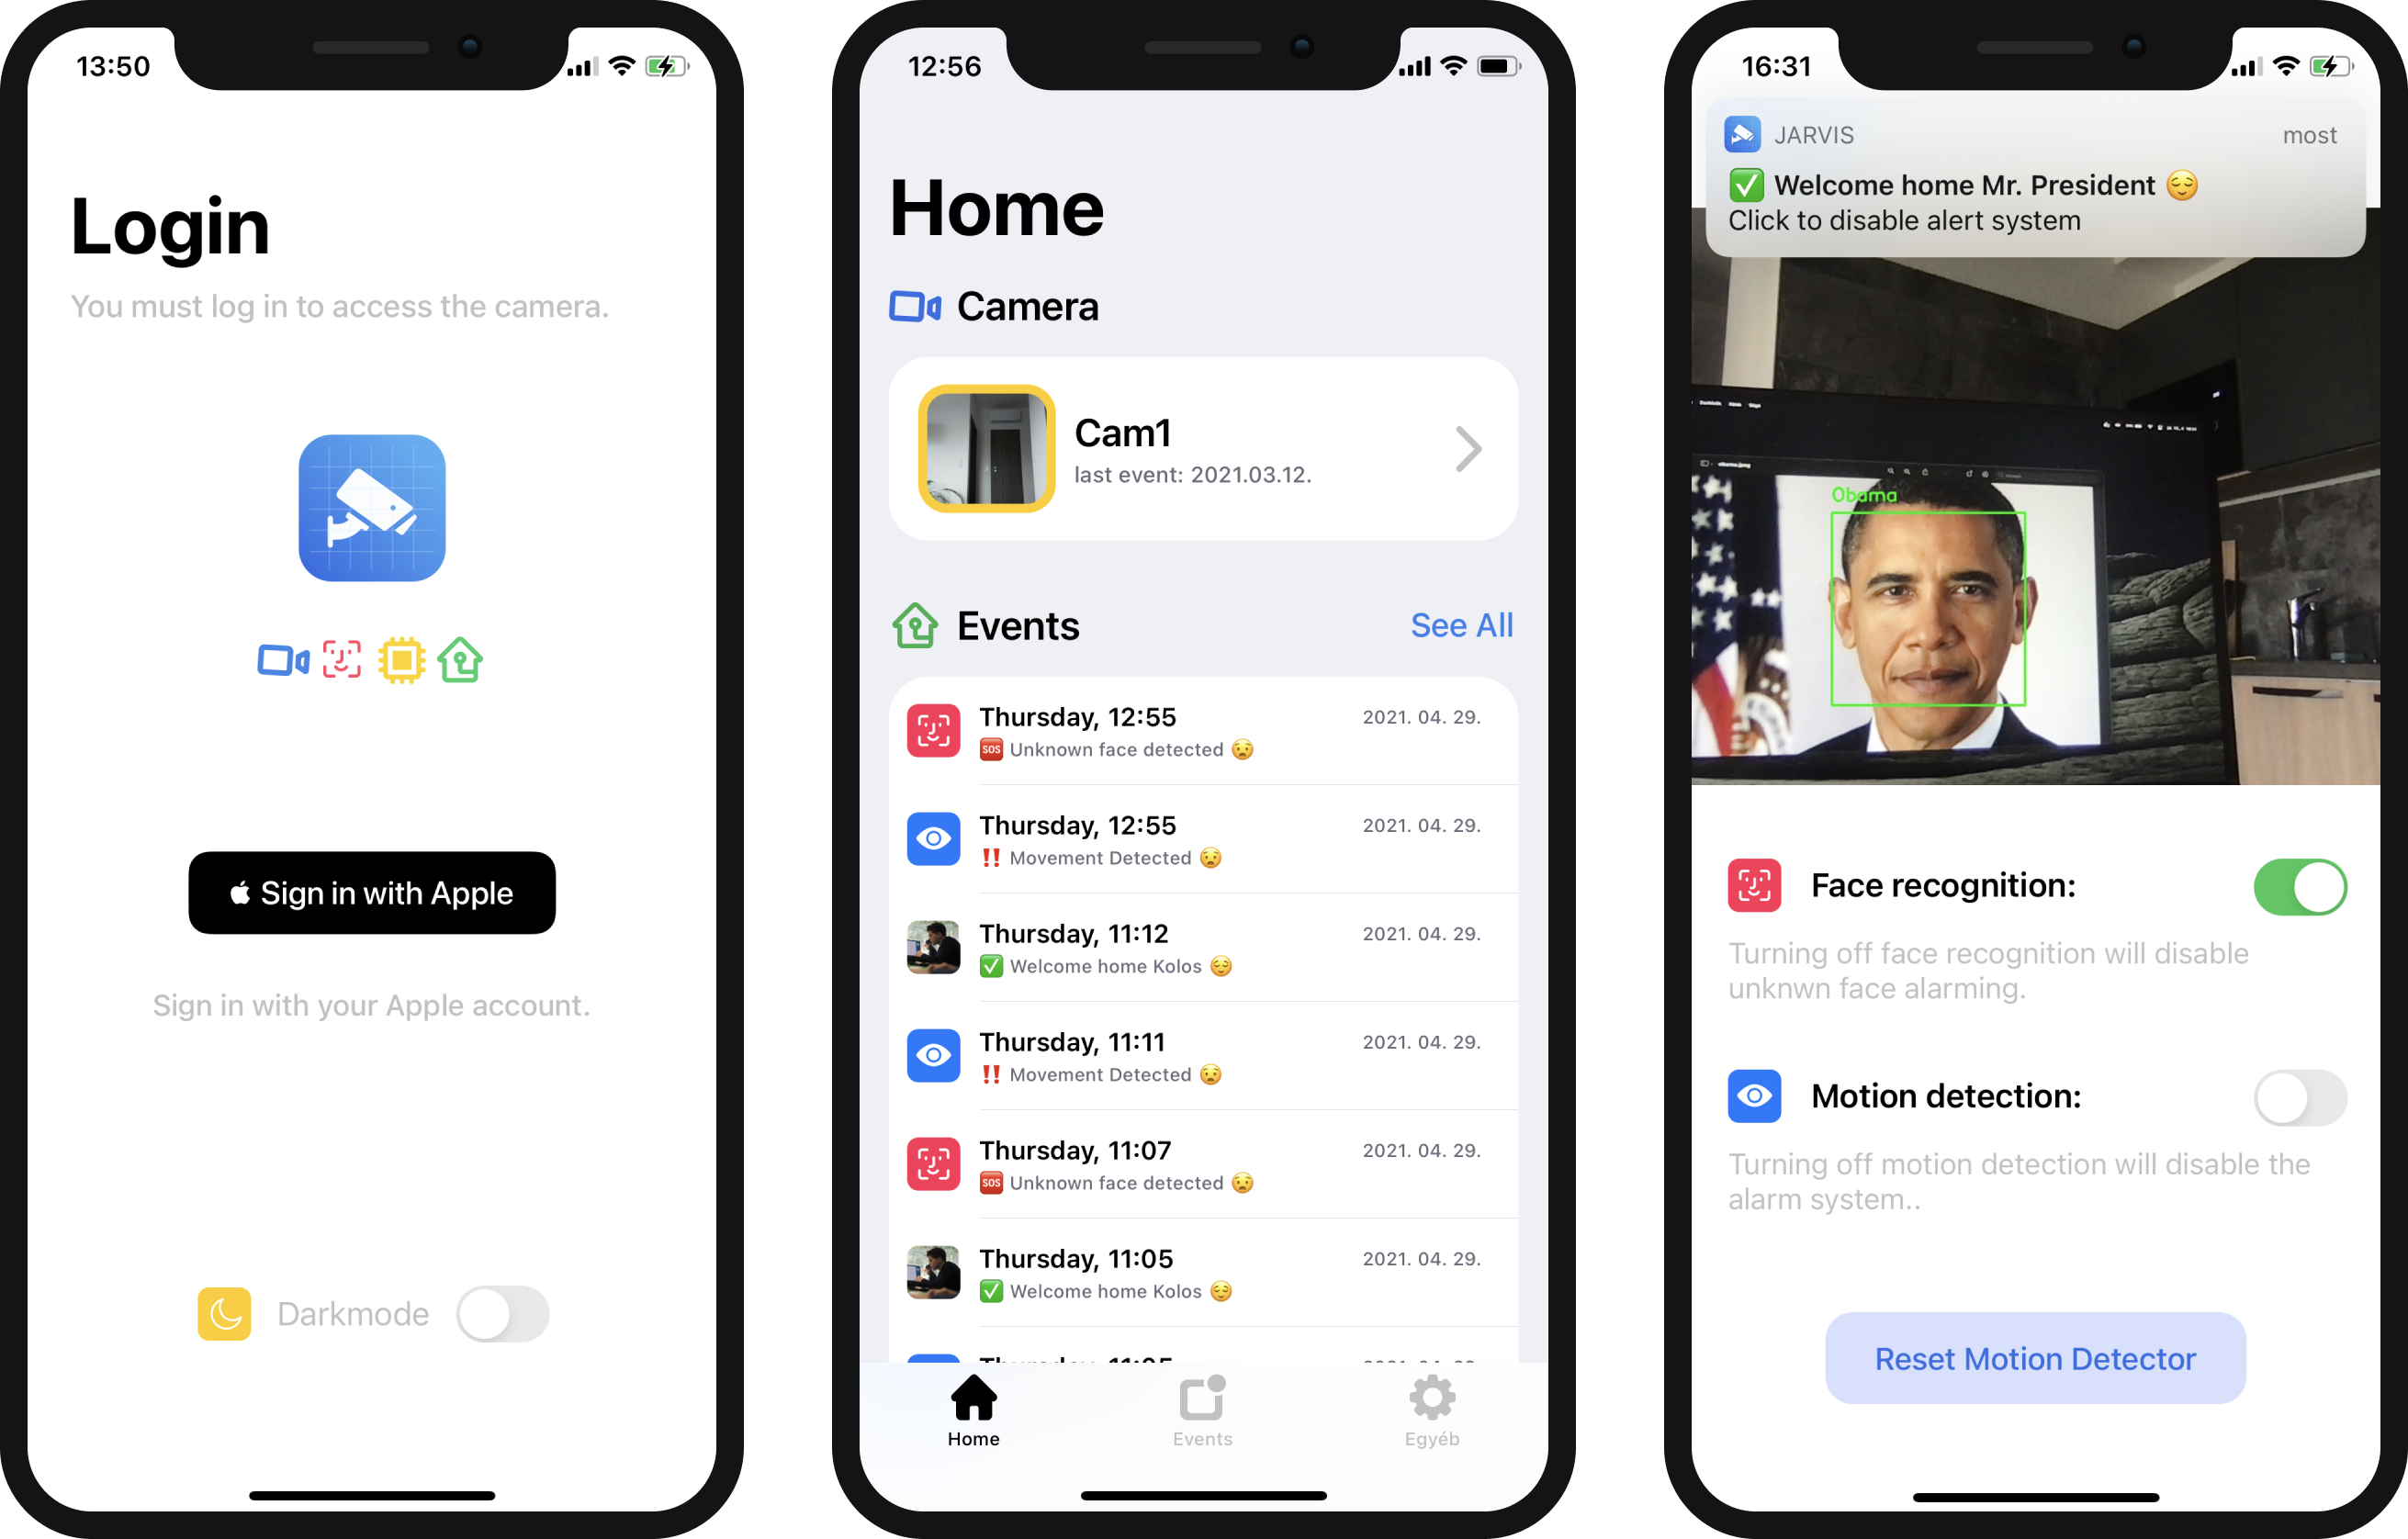 13:50
Login
You must log in to access the camera.
Sign in with Apple
Sign in with your Apple account.
Darkmode
12:56
Home
Camera
Cam1
last event: 2021.03.12.
Events
See All
Thursday, 12:55
2021. 04. 29.
SOS Unknown face detected
Thursday, 12:55
2021. 04. 29.
‼ Movement Detected
Thursday, 11:12
2021. 04. 29.
Welcome home Kolos
Thursday, 11:11
2021. 04. 29.
‼ Movement Detected
Thursday, 11:07
2021. 04. 29.
SOS Unknown face detected
Thursday, 11:05
2021. 04. 29.
Welcome home Kolos
Home
Events
Egyéb
16:31
JARVIS
most
Welcome home Mr. President
Click to disable alert system
Obama
Face recognition:
Turning off face recognition will disable
unknwn face alarming.
Motion detection:
Turning off motion detection will disable the
alarm system..
Reset Motion Detector